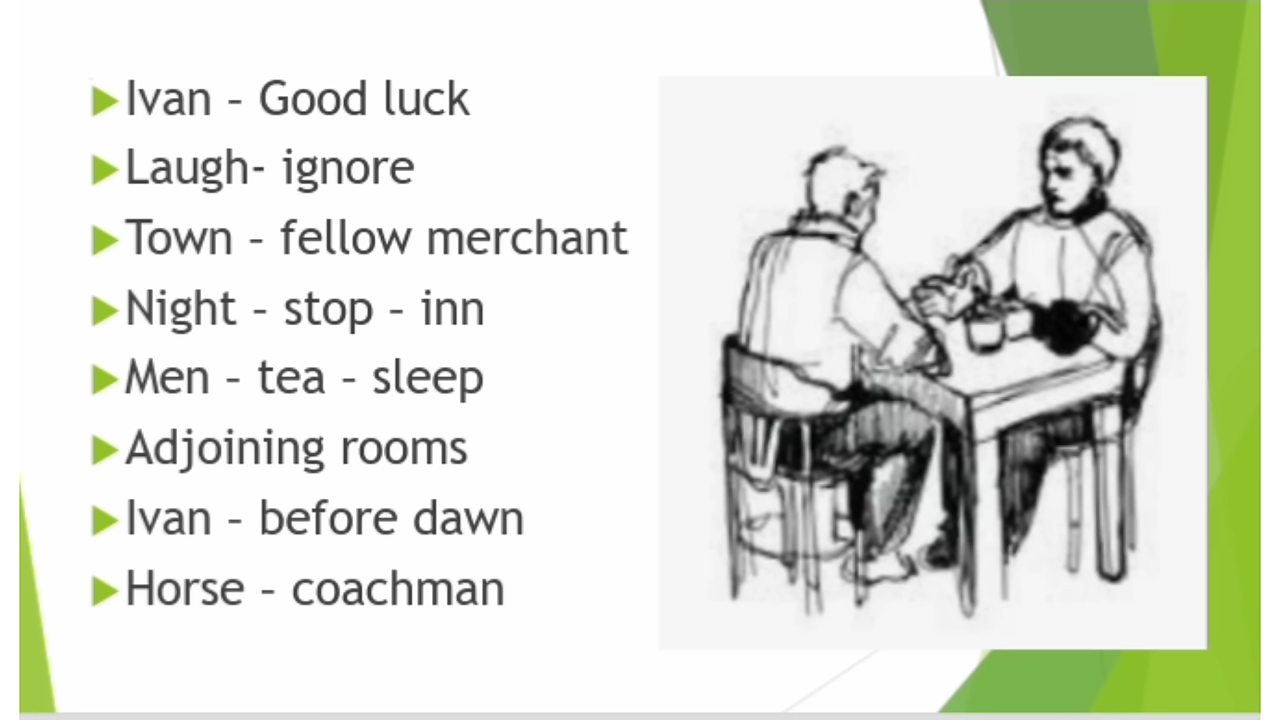 Ivan – Good luck
Laugh- ignore
Town – fellow merchant
Night – stop – inn
Men – tea – sleep
Adjoining rooms
Ivan – before dawn
Horse – coachman